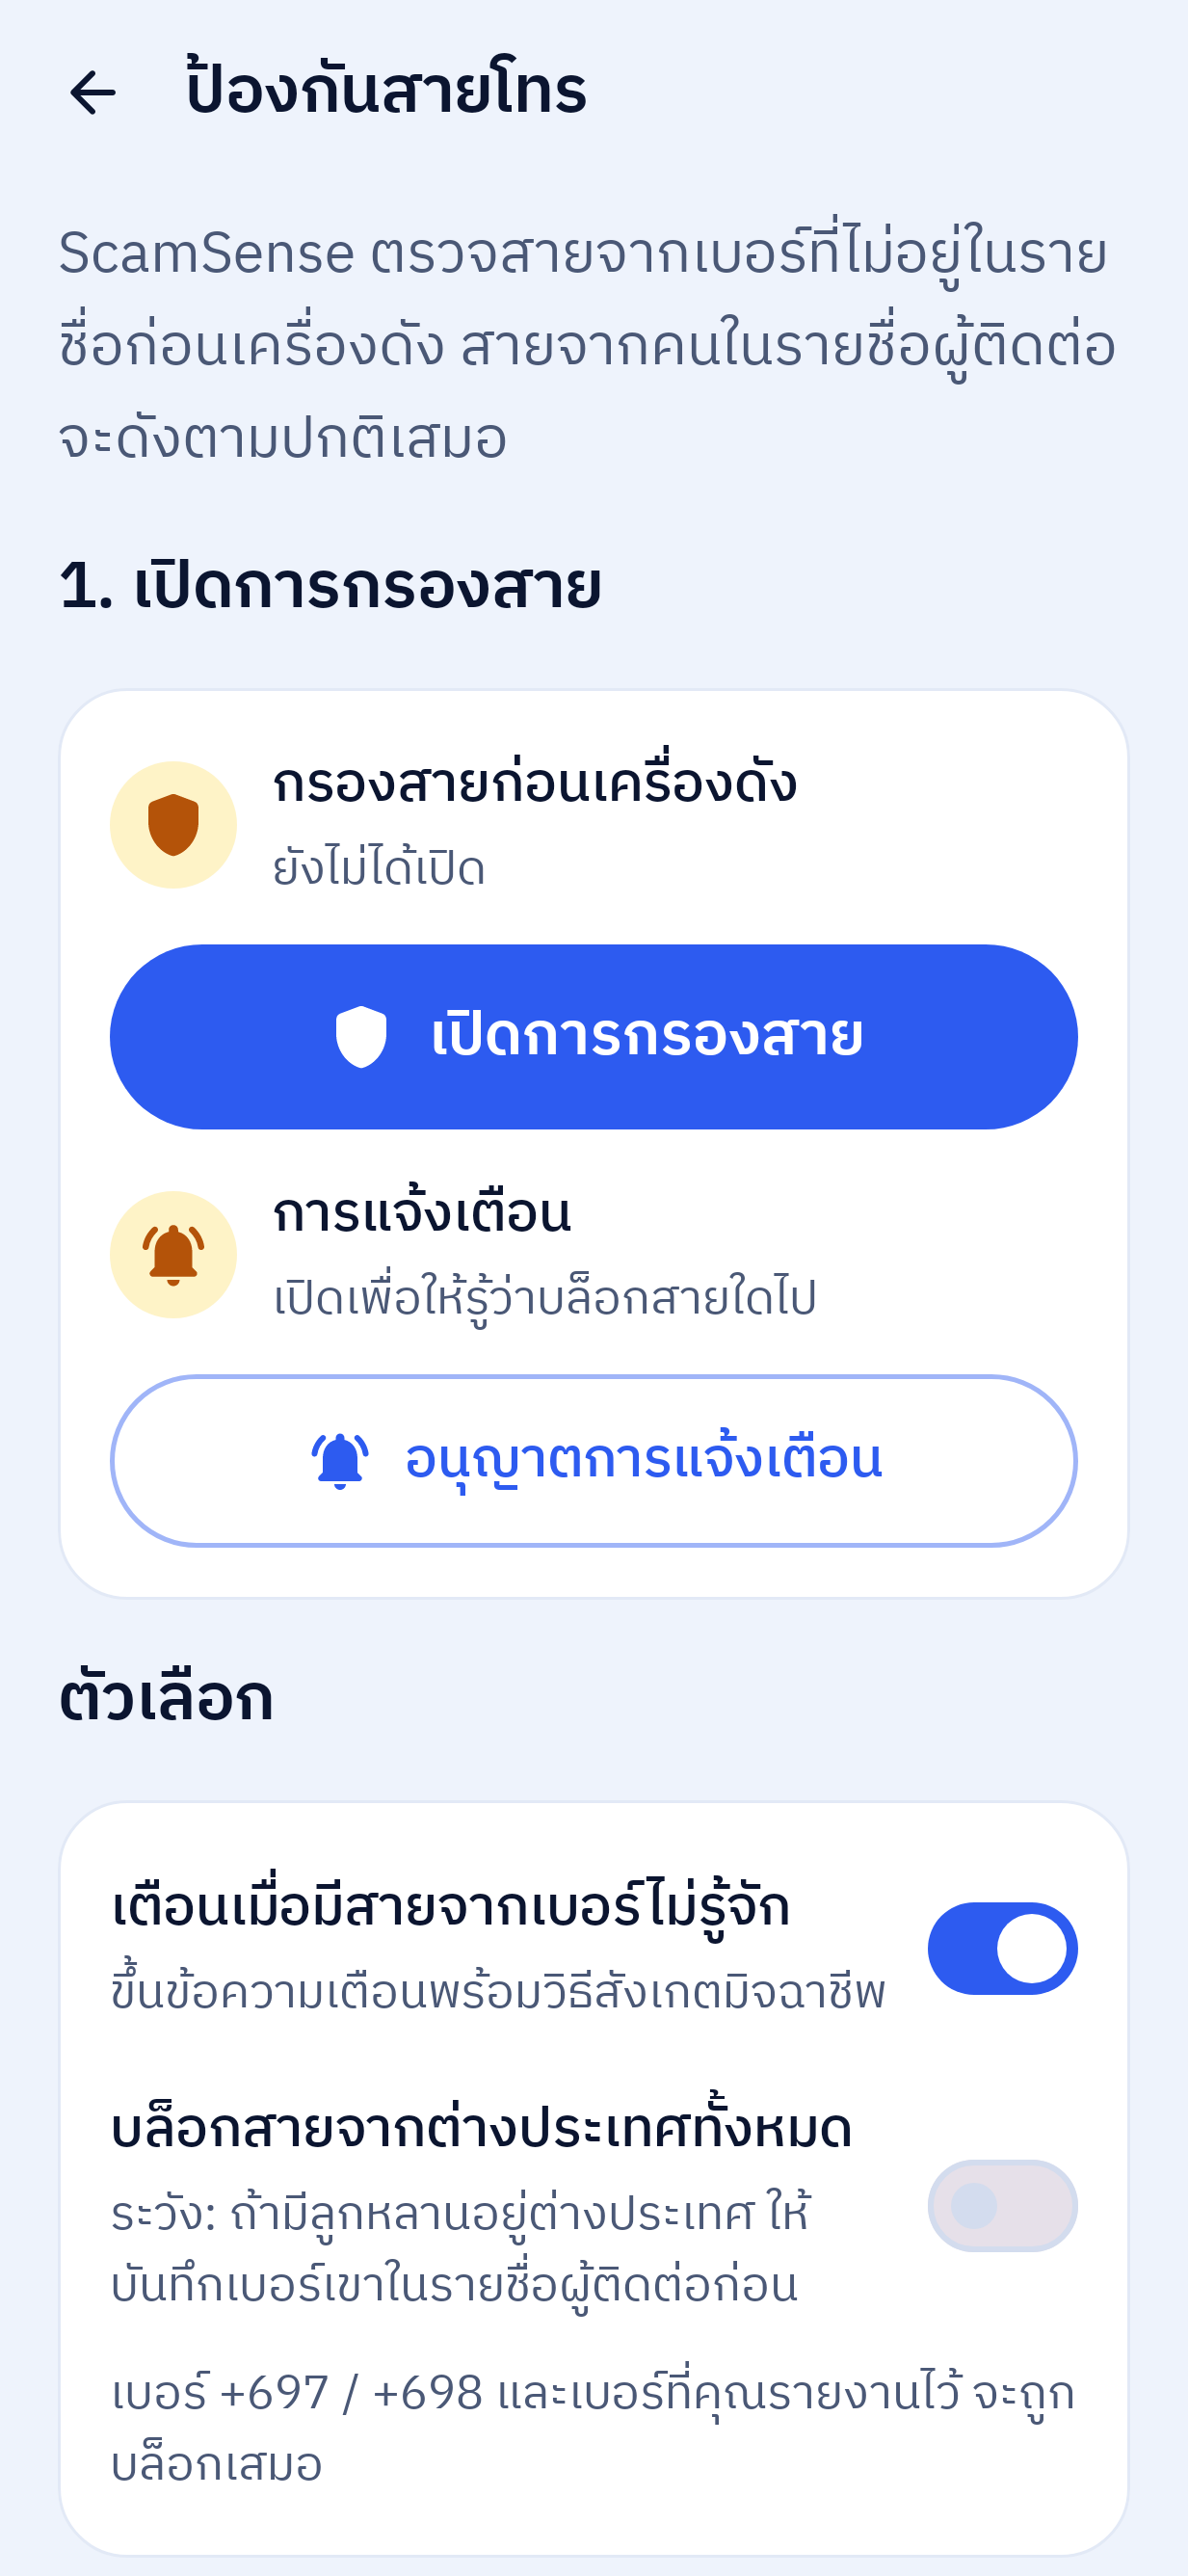 ป้องกันสายโทร
ScamSense ตรวจสายจากเบอร์ที่ไม่อยู่ในราย
ชื่อก่อนเครื่องดัง สายจากคนในรายชื่อผู้ติดต่อ
จะดังตามปกติเสมอ
1. เปิดการกรองสาย
กรองสายก่อนเครื่องดัง
ยังไม่ได้เปิด
เปิดการกรองสาย
การแจ้งเตือน
เปิดเพื่อให้รู้ว่าบล็อกสายใดไป
อนุญาตการแจ้งเตือน
ตัวเลือก
เตือนเมื่อมีสายจากเบอร์ไม่รู้จัก
ขึ้นข้อความเตือนพร้อมวิธีสังเกตมิจฉาชีพ
บล็อกสายจากต่างประเทศทั้งหมด
ระวัง: ถ้ามีลูกหลานอยู่ต่างประเทศ ให้
บันทึกเบอร์เขาในรายชื่อผู้ติดต่อก่อน
เบอร์ +697 / +698 และเบอร์ที่คุณรายงานไว้ จะถูก
บล็อกเสมอ